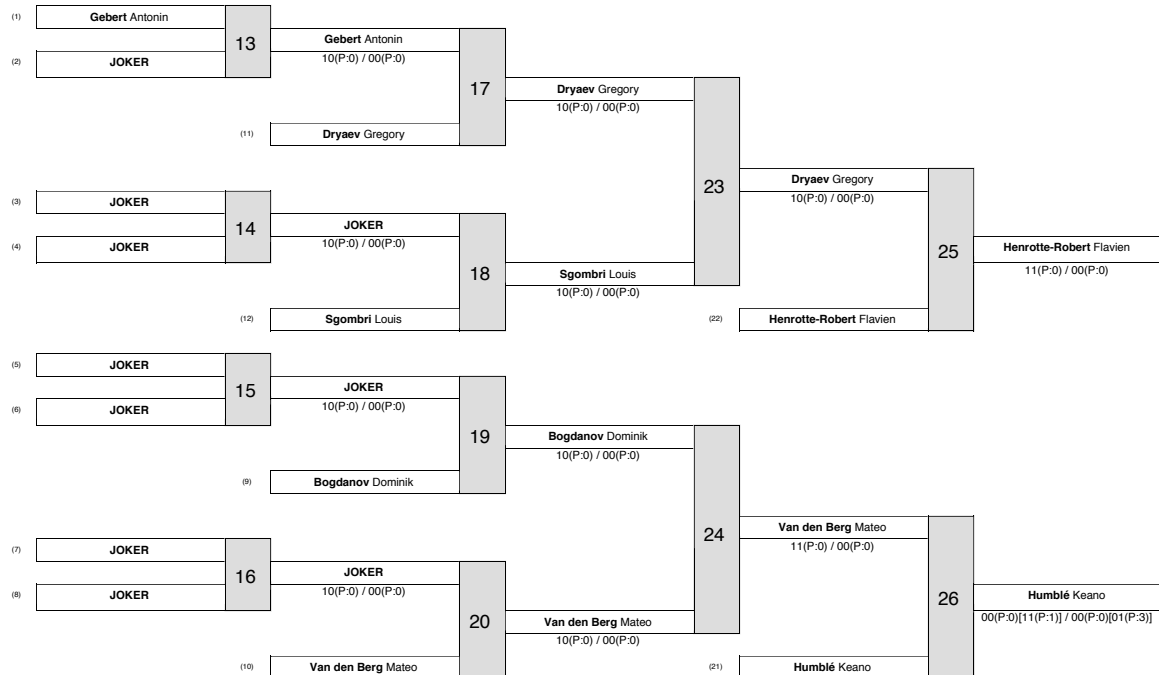 (1) Gebert Antonin
13
Gebert Antonin
10(P:0) / 00(P:0)
(2) JOKER
17
Dryaev Gregory
10(P:0) / 00(P:0)
(11) Dryaev Gregory
23
Dryaev Gregory
10(P:0) / 00(P:0)
(3) JOKER
14
JOKER
10(P:0) / 00(P:0)
(4) JOKER
25
Henrotte-Robert Flavien
11(P:0) / 00(P:0)
18
Sgombri Louis
10(P:0) / 00(P:0)
(12) Sgombri Louis
(22) Henrotte-Robert Flavien
(5) JOKER
15
JOKER
10(P:0) / 00(P:0)
(6) JOKER
19
Bogdanov Dominik
10(P:0) / 00(P:0)
(9) Bogdanov Dominik
24
Van den Berg Mateo
11(P:0) / 00(P:0)
(7) JOKER
16
JOKER
10(P:0) / 00(P:0)
(8) JOKER
26
Humblé Keano
00(P:0)[11(P:1)] / 00(P:0)[01(P:3)]
20
Van den Berg Mateo
10(P:0) / 00(P:0)
(10) Van den Berg Mateo
(21) Humblé Keano